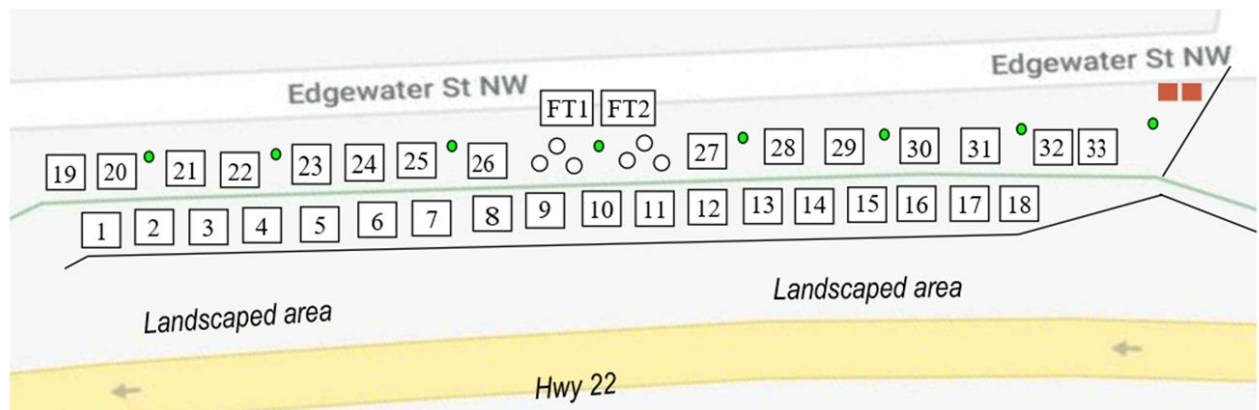 Edgewater St NW
Edgewater St NW
FT1 FT2
19 20 21 22 23 24 25 26 27 28 29 30 31 32 33
1 2 3 4 5 6 7 8 9 10 11 12 13 14 15 16 17 18
Landscaped area
Landscaped area
Hwy 22